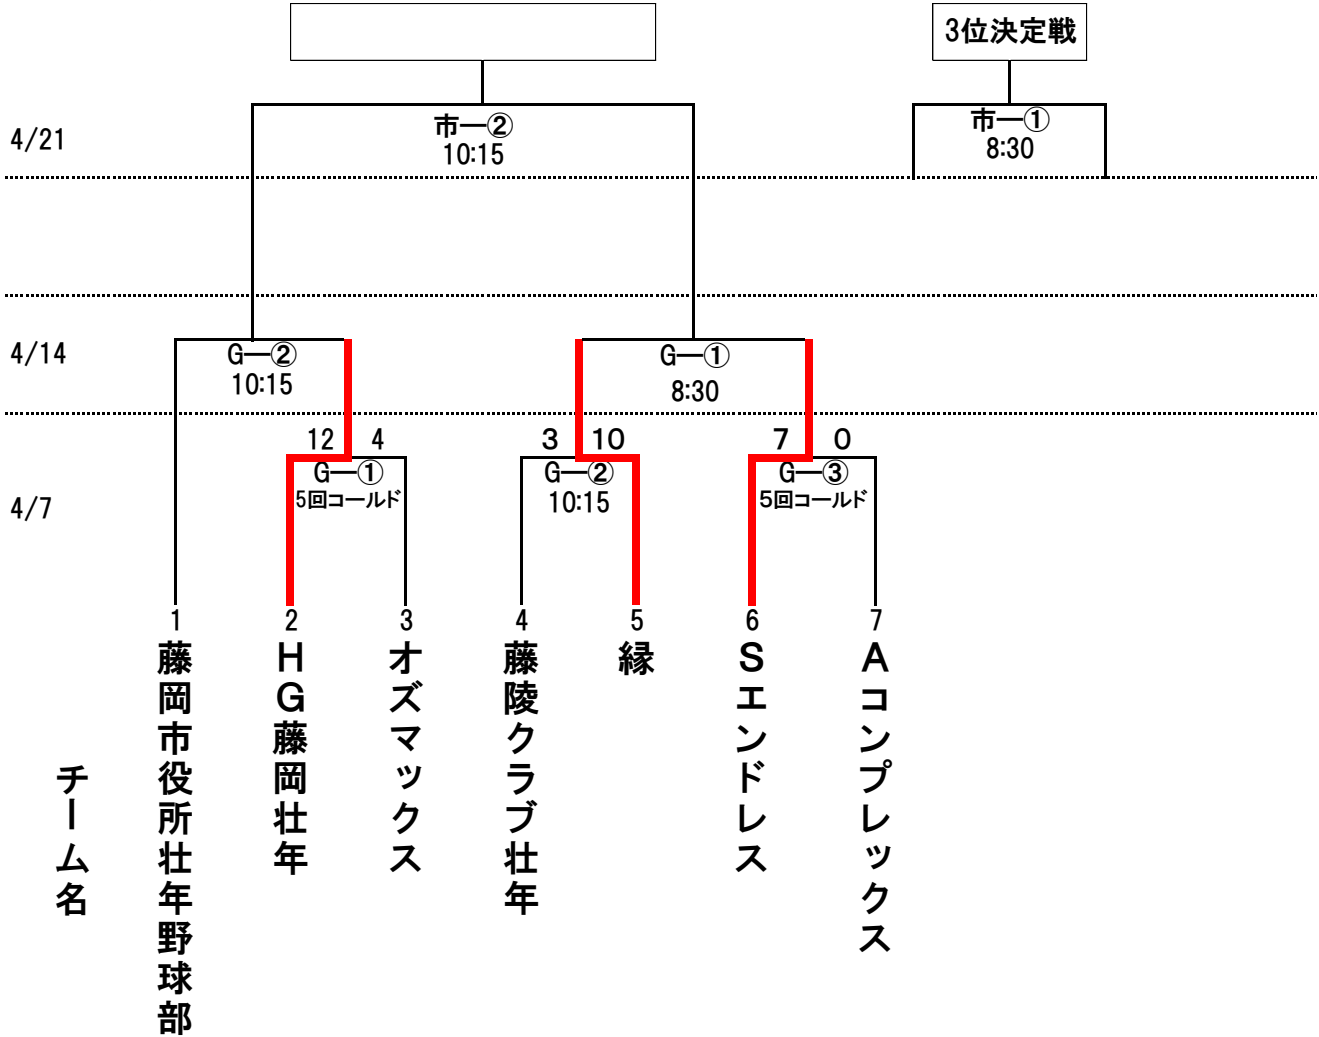 3位決定戦
4/21
市―②
10:15
市―①
8:30
4/14
G―②
10:15
G―①
8:30
12 4
3 10
7 0
4/7
G―①
5回コールド
G―②
10:15
G―③
5回コールド
1 2 3 4 5 6 7
チーム名
藤岡市役所壮年野球部
HG藤岡壮年
オズマックス
藤陵クラブ壮年
縁
Sエンドレス
Aコンプレックス